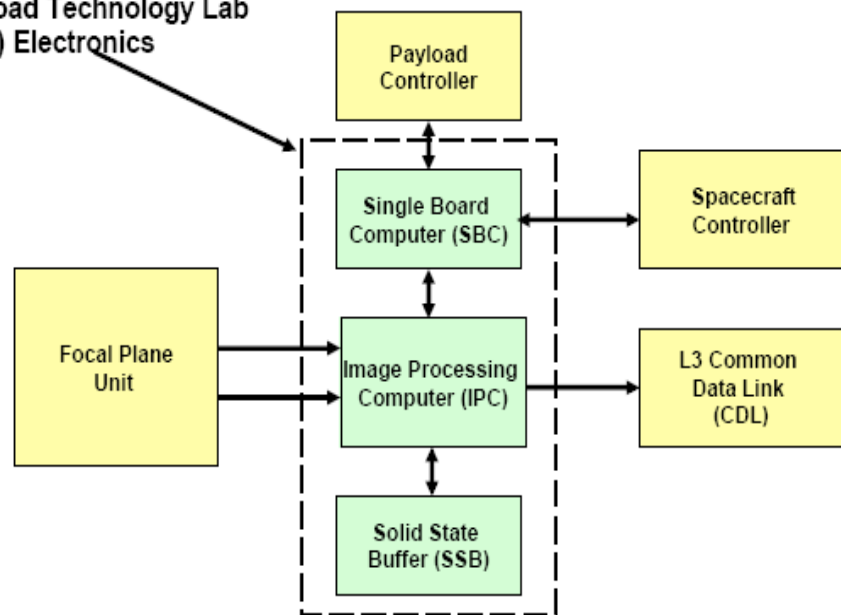 Technology Lab
Electronics
Payload
Controller
Single Board
Computer (SBC)
Spacecraft
Controller
Focal Plane
Unit
Image Processing
Computer (IPC)
L3 Common
Data Link
(CDL)
Solid State
Buffer (SSB)